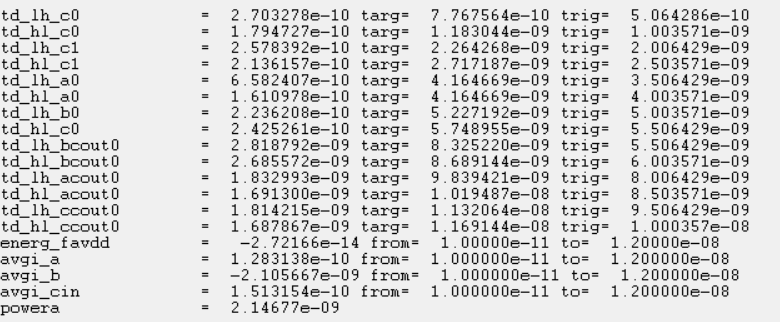 td_lh_c0 = 2.703278e-10 targ= 7.767564e-10 trig= 5.064286e-10
td_hl_c0 = 1.794727e-10 targ= 1.183044e-09 trig= 1.003571e-09
td_lh_c1 = 2.578392e-10 targ= 2.264268e-09 trig= 2.006429e-09
td_hl_c1 = 2.136157e-10 targ= 2.717187e-09 trig= 2.503571e-09
td_lh_a0 = 6.582407e-10 targ= 4.164669e-09 trig= 3.506429e-09
td_hl_a0 = 1.610978e-10 targ= 4.164669e-09 trig= 4.003571e-09
td_lh_b0 = 2.236208e-10 targ= 5.227192e-09 trig= 5.003571e-09
td_hl_c0 = 2.425261e-10 targ= 5.748955e-09 trig= 5.506429e-09
td_lh_bcout0 = 2.818792e-09 targ= 8.325220e-09 trig= 5.506429e-09
td_hl_bcout0 = 2.685572e-09 targ= 8.689144e-09 trig= 6.003571e-09
td_lh_acout0 = 1.832993e-09 targ= 9.839421e-09 trig= 8.006429e-09
td_hl_acout0 = 1.691300e-09 targ= 1.019487e-08 trig= 8.503571e-09
td_lh_ccout0 = 1.814215e-09 targ= 1.132064e-08 trig= 9.506429e-09
td_hl_ccout0 = 1.687867e-09 targ= 1.169144e-08 trig= 1.000357e-08
energ_favdd = -2.72166e-14 from= 1.000000e-11 to= 1.200000e-08
avgi_a = 1.283138e-10 from= 1.000000e-11 to= 1.200000e-08
avgi_b = -2.105667e-09 from= 1.000000e-11 to= 1.200000e-08
avgi_cin = 1.513154e-10 from= 1.000000e-11 to= 1.200000e-08
powera = 2.14677e-09